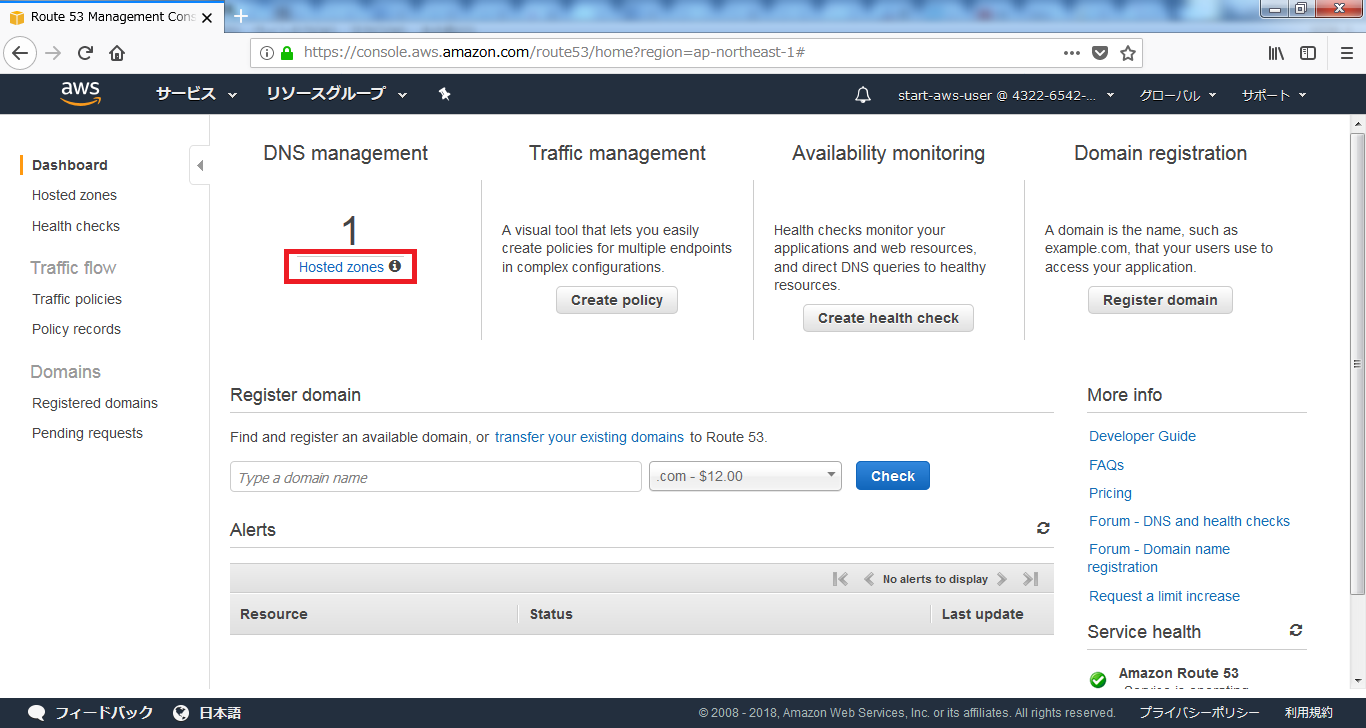 Route 53 Management Cons
https://console.aws.amazon.com/route53/home?region=ap-northeast-1#
aws
サービス
リソースグループ
start-aws-user @ 4322-6542-...
グローバル
サポート
Dashboard
Hosted zones
Health checks
Traffic flow
Traffic policies
Policy records
Domains
Registered domains
Pending requests
DNS management
1
Hosted zones
Traffic management
A visual tool that lets you easily
create policies for multiple endpoints
in complex configurations.
Create policy
Availability monitoring
Health checks monitor your
applications and web resources,
and direct DNS queries to healthy
resources.
Create health check
Domain registration
A domain is the name, such as
example.com, that your users use to
access your application.
Register domain
Register domain
Find and register an available domain, or transfer your existing domains to Route 53.
Type a domain name
.com - $12.00
Check
Alerts
No alerts to display
Resource
Status
Last update
More info
Developer Guide
FAQs
Pricing
Forum - DNS and health checks
Forum - Domain name
registration
Request a limit increase
Service health
Amazon Route 53
Service is operating
フィードバック
日本語
© 2008 - 2018, Amazon Web Services, Inc. or its affiliates. All rights reserved.
プライバシーポリシー
利用規約